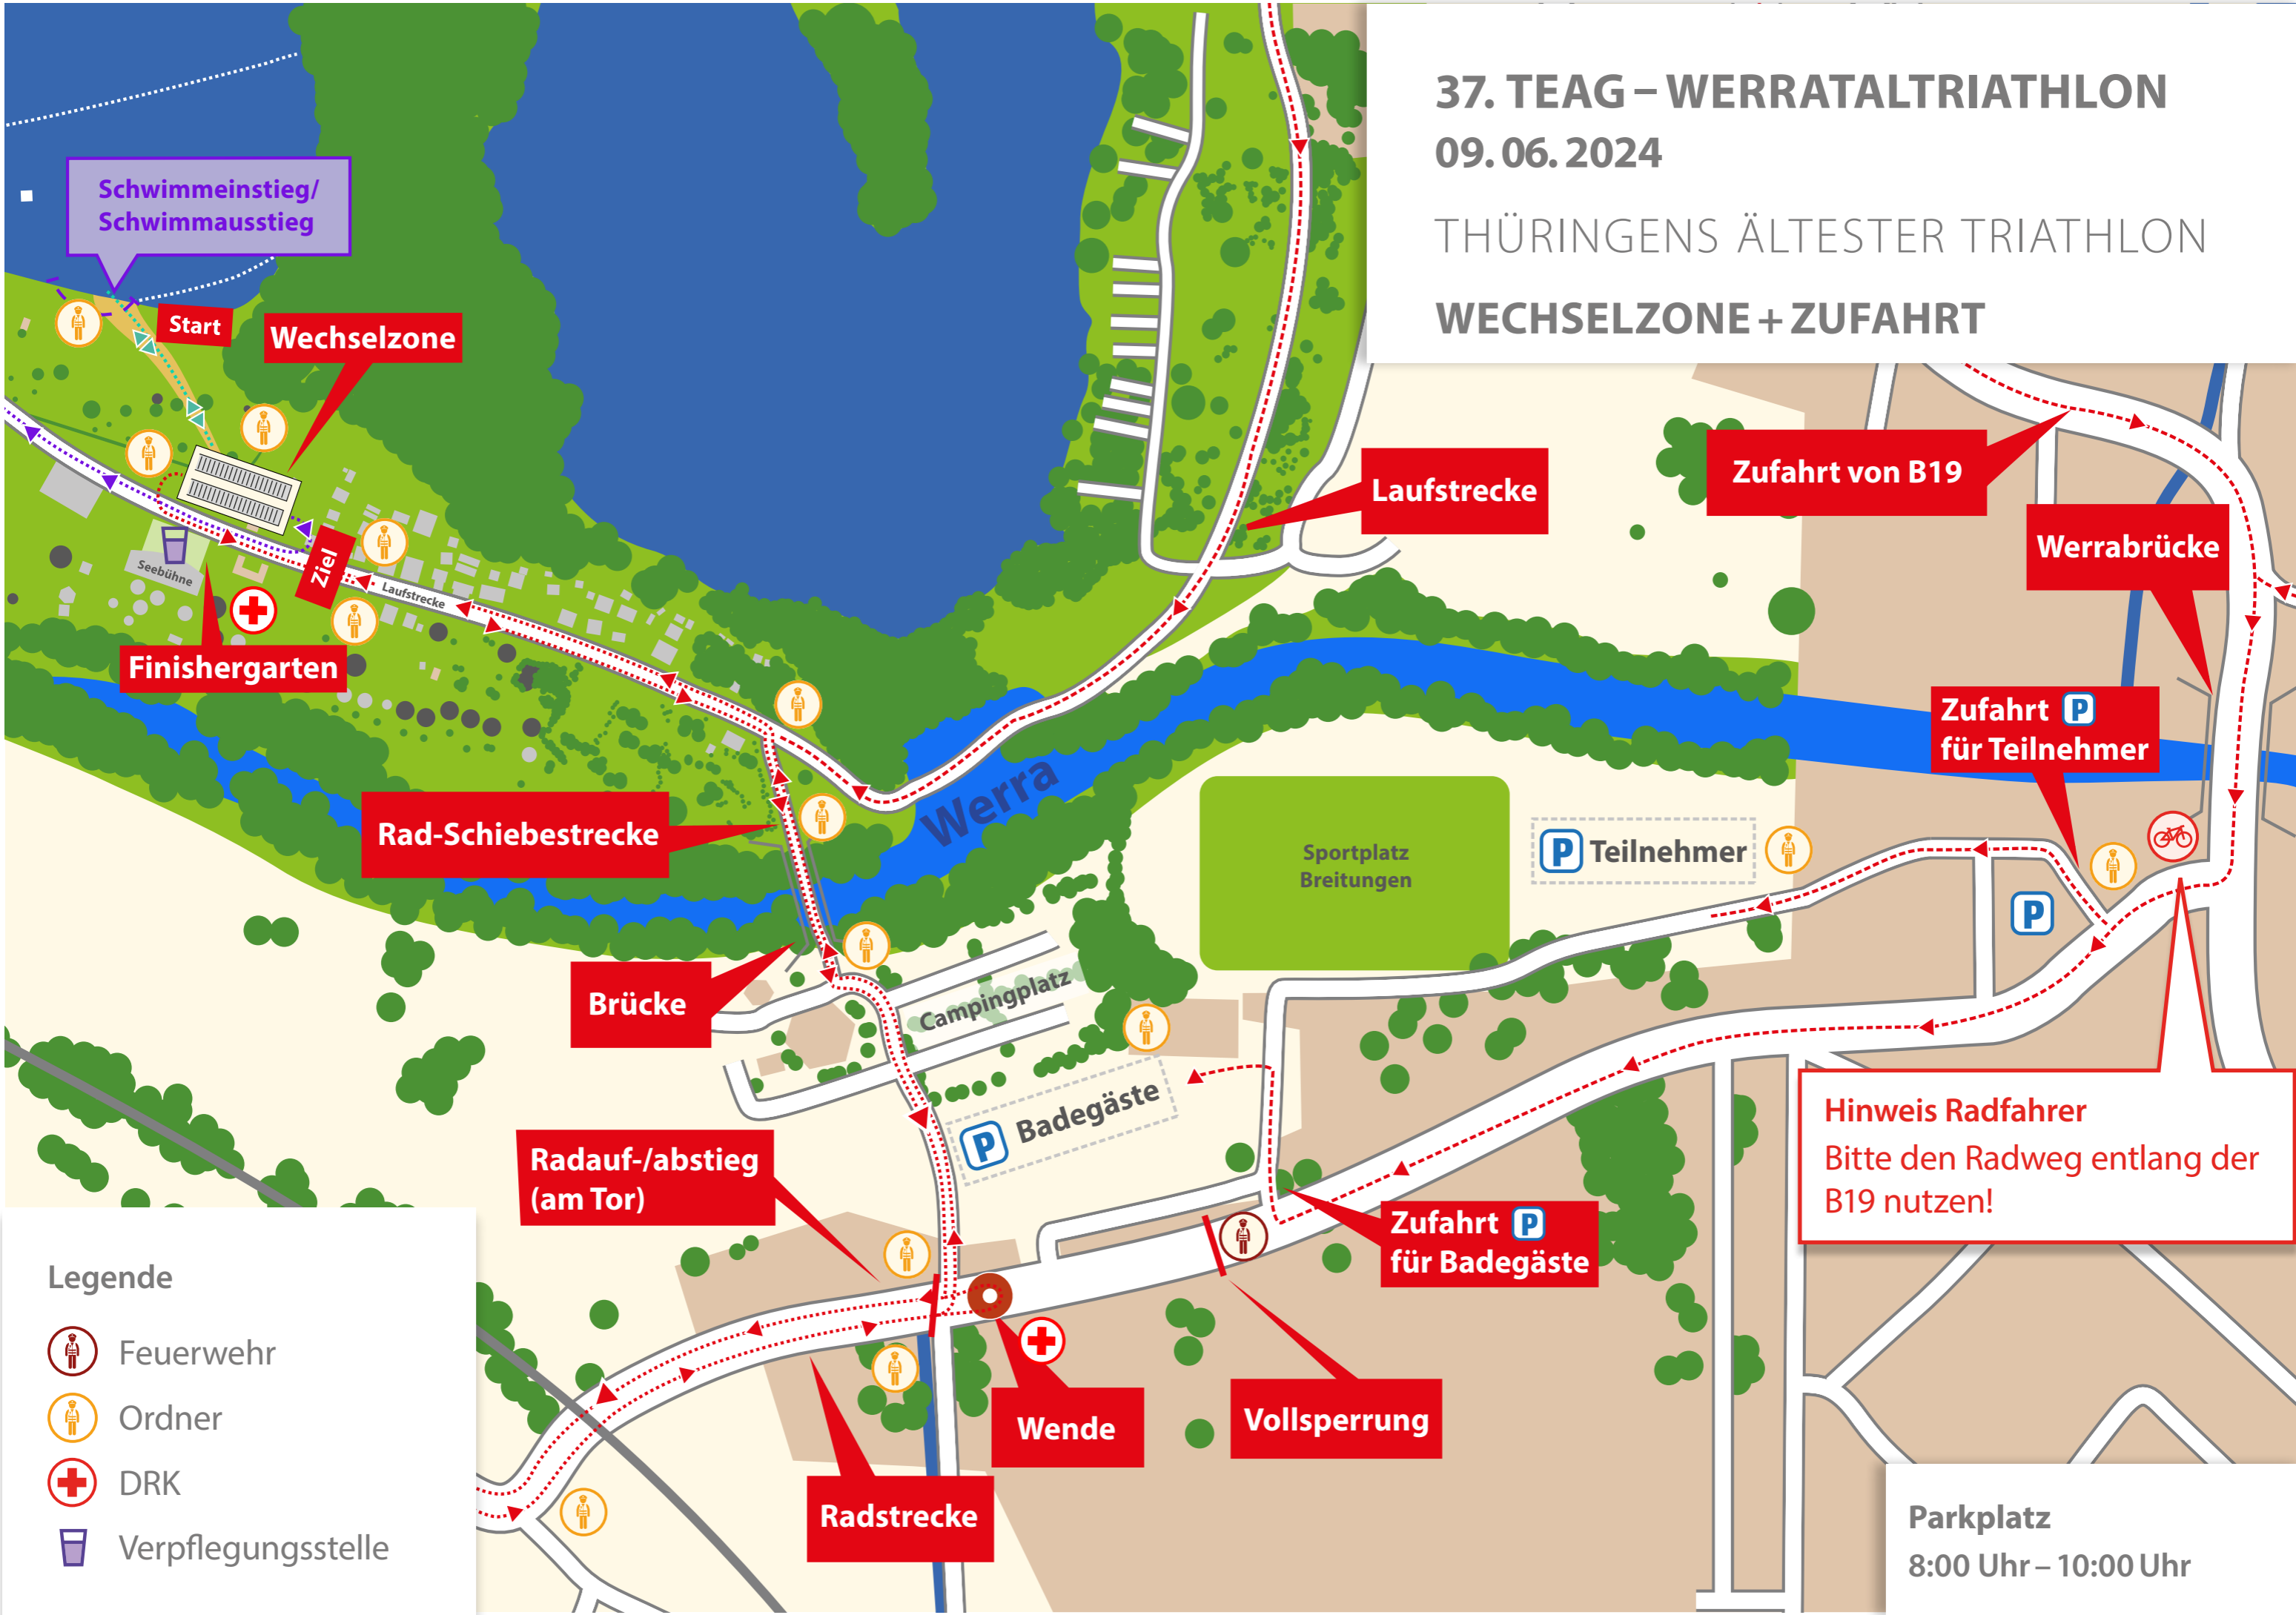 37. TEAG – WERRATALTRIATHLON
09. 06. 2024
THÜRINGENS ÄLTESTER TRIATHLON
WECHSELZONE + ZUFAHRT
Schwimmeinstieg/
Schwimmausstieg
Start
Wechselzone
Laufstrecke
Zufahrt von B19
Werrabrücke
Ziel
Seebühne
Laufstrecke
Finishergarten
Zufahrt P
für Teilnehmer
Rad-Schiebestrecke
Werra
Sportplatz
Breitungen
P Teilnehmer
P
Brücke
Campingplatz
P Badegäste
Hinweis Radfahrer
Bitte den Radweg entlang der
B19 nutzen!
Radauf-/abstieg
(am Tor)
Zufahrt P
für Badegäste
Wende
Vollsperrung
Radstrecke
Legende
Feuerwehr
Ordner
DRK
Verpflegungsstelle
Parkplatz
8:00 Uhr – 10:00 Uhr